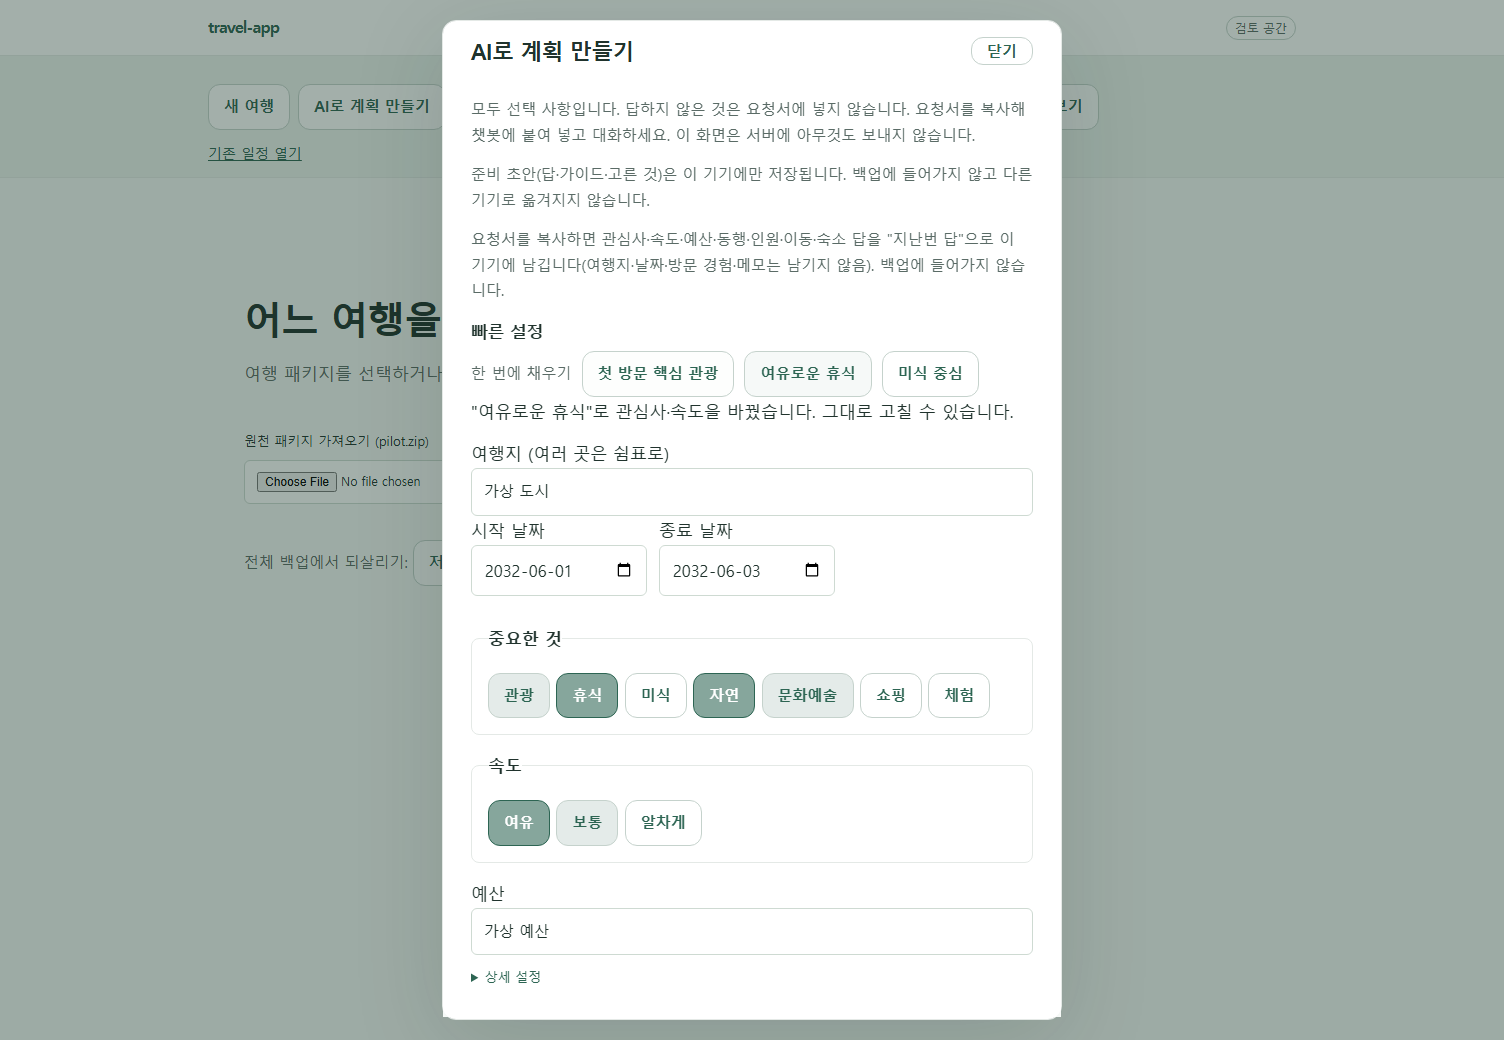 travel-app
검토 공간
새 여행
AI로 계획 만들기
기존 일정 열기
어느 여행을
여행 패키지를 선택하거나
원천 패키지 가져오기 (pilot.zip)
Choose File No file chosen
전체 백업에서 되살리기:
AI로 계획 만들기
닫기
모두 선택 사항입니다. 답하지 않은 것은 요청서에 넣지 않습니다. 요청서를 복사해
챗봇에 붙여 넣고 대화하세요. 이 화면은 서버에 아무것도 보내지 않습니다.
준비 초안(답·가이드·고른 것)은 이 기기에만 저장됩니다. 백업에 들어가지 않고 다른
기기로 옮겨지지 않습니다.
요청서를 복사하면 관심사·속도·예산·동행·인원·이동·숙소 답을 "지난번 답"으로 이
기기에 남깁니다(여행지·날짜·방문 경험·메모는 남기지 않음). 백업에 들어가지 않습
니다.
빠른 설정
한 번에 채우기 첫 방문 핵심 관광 여유로운 휴식 미식 중심
"여유로운 휴식"로 관심사·속도을 바꿨습니다. 그대로 고칠 수 있습니다.
여행지 (여러 곳은 쉼표로)
가상 도시
시작 날짜 종료 날짜
2032-06-01 2032-06-03
중요한 것
관광 휴식 미식 자연 문화예술 쇼핑 체험
속도
여유 보통 알차게
예산
가상 예산
상세 설정